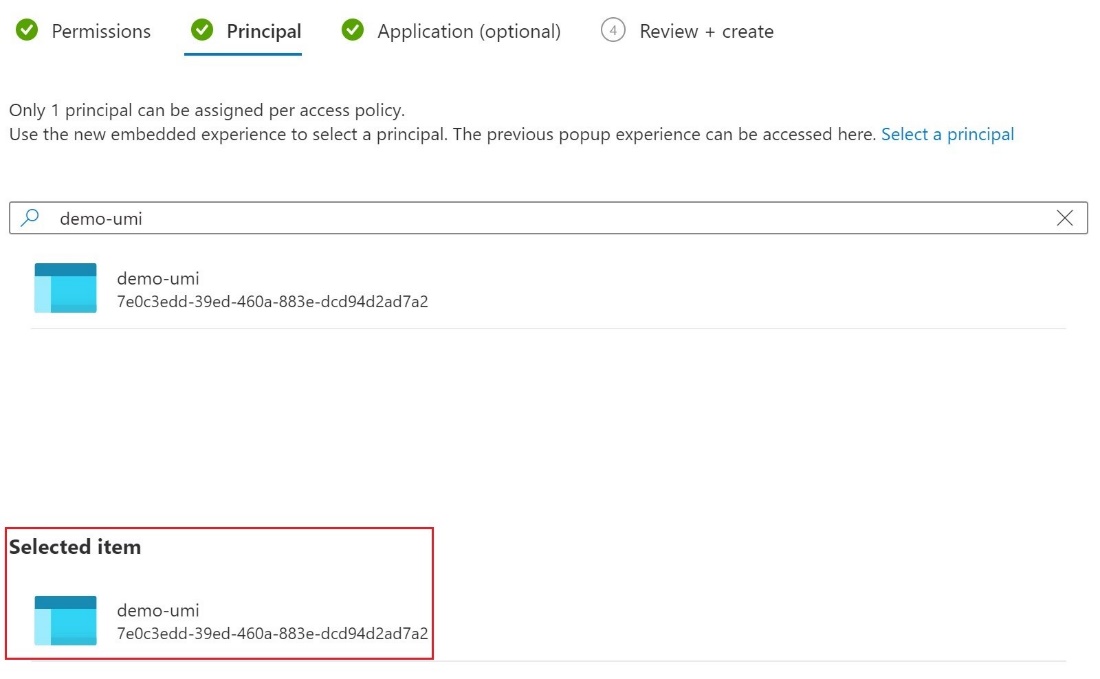 Permissions Principal Application (optional) 4 Review + create
Only 1 principal can be assigned per access policy.
Use the new embedded experience to select a principal. The previous popup experience can be accessed here. Select a principal
demo-umi
demo-umi
7e0c3edd-39ed-460a-883e-dcd94d2ad7a2
Selected item
demo-umi
7e0c3edd-39ed-460a-883e-dcd94d2ad7a2